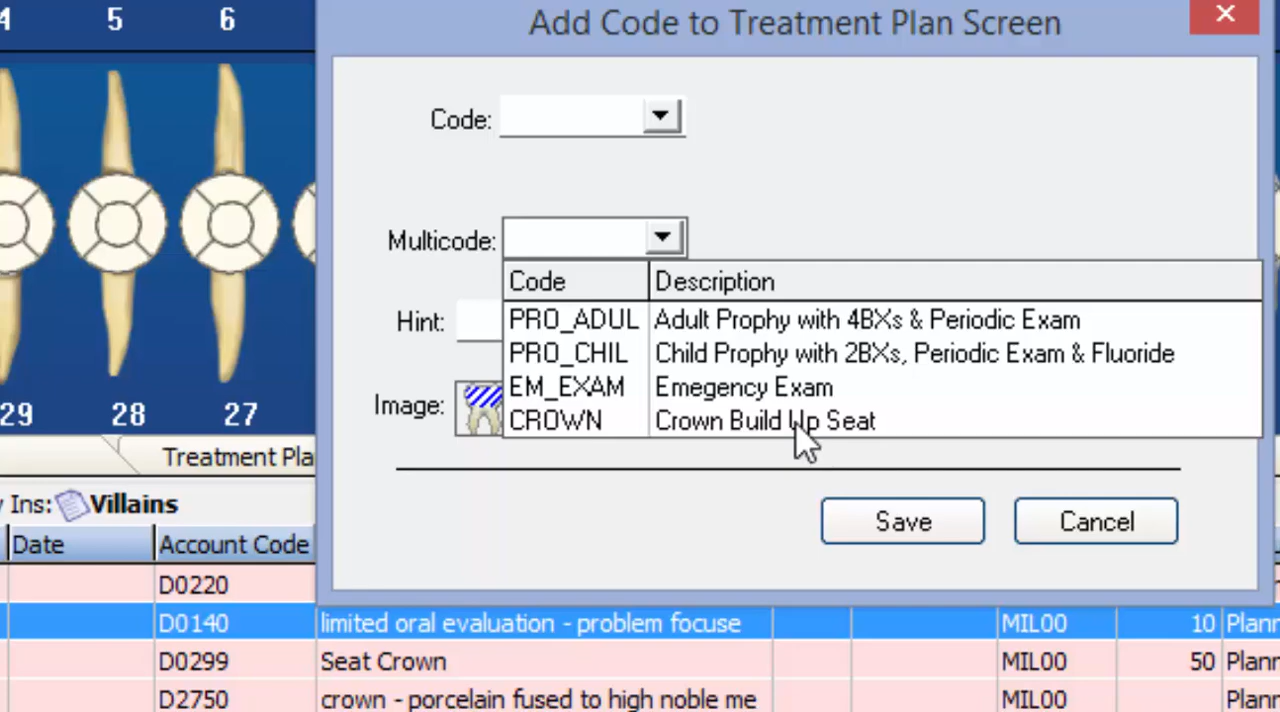 4 5 6
Add Code to Treatment Plan Screen
Code:
Multicode:
Code Description
PRO_ADUL Adult Prophy with 4BXs & Periodic Exam
Hint:
PRO_CHIL Child Prophy with 2BXs, Periodic Exam & Fluoride
EM_EXAM Emegency Exam
Image:
CROWN Crown Build Up Seat
29 28 27
Treatment Pla
y Ins: Villains
Save Cancel
Date Account Code
D0220
D0140 limited oral evaluation - problem focuse MIL00 10 Plann
D0299 Seat Crown MIL00 50 Plann
D2750 crown - porcelain fused to high noble me MIL00 Plann